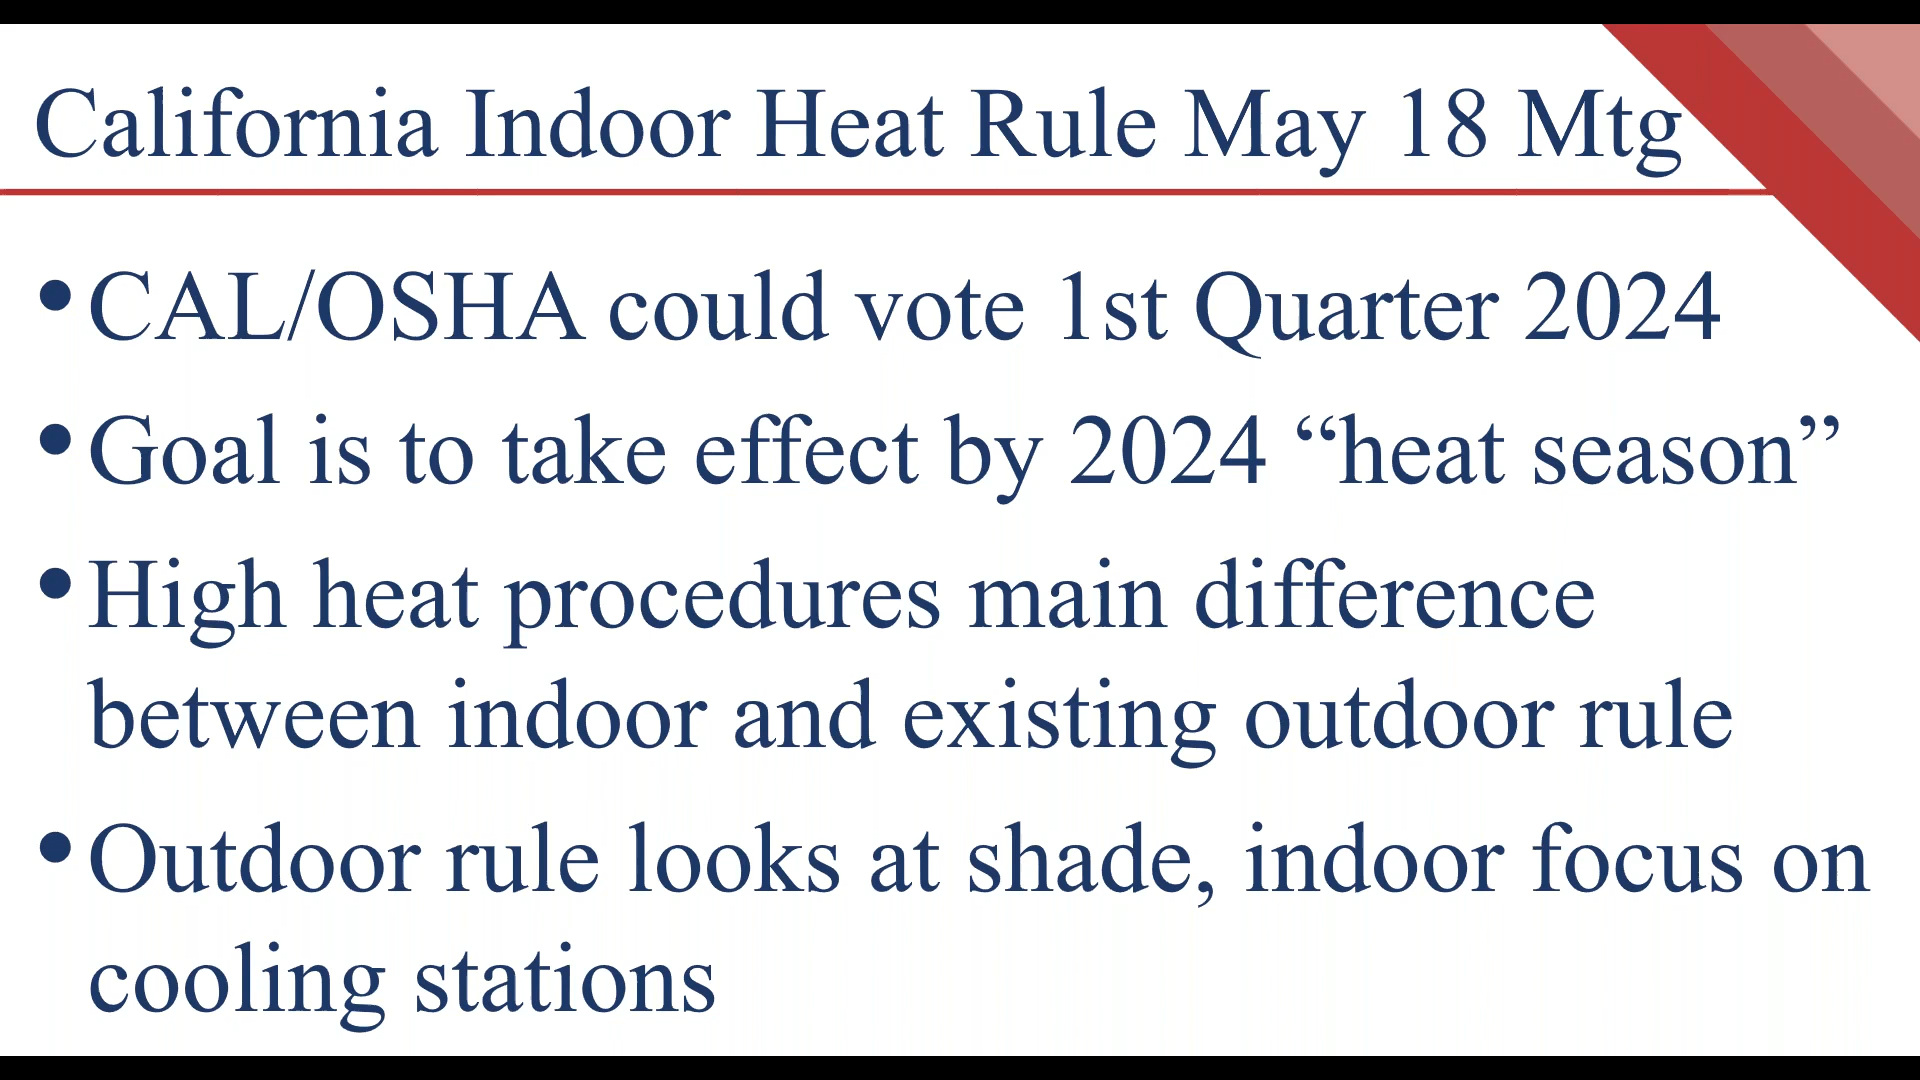 California Indoor Heat Rule May 18 Mtg
• CAL/OSHA could vote 1st Quarter 2024
• Goal is to take effect by 2024 “heat season”
• High heat procedures main difference
between indoor and existing outdoor rule
• Outdoor rule looks at shade, indoor focus on
cooling stations